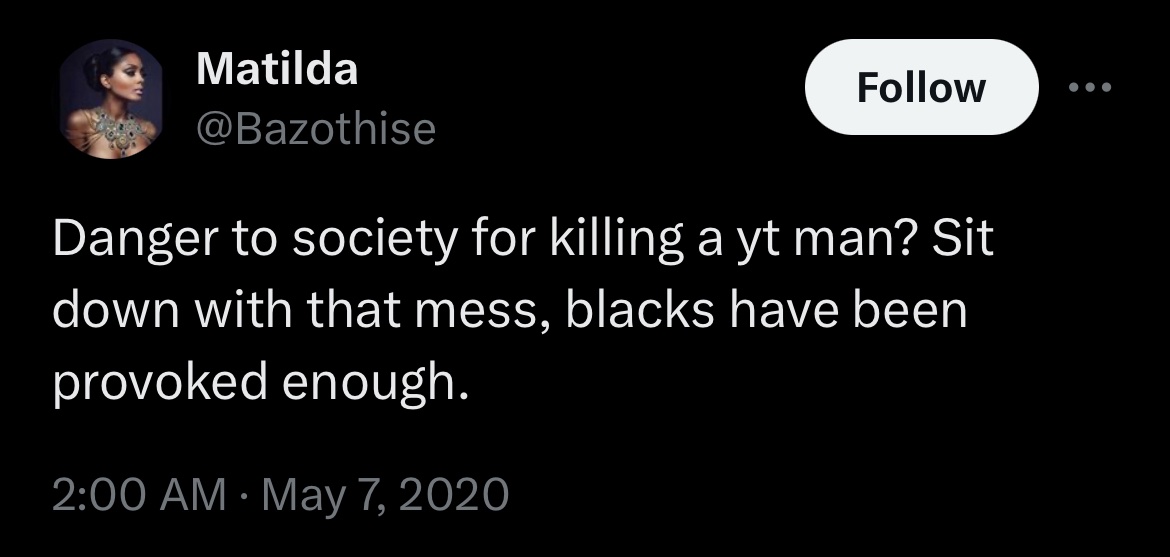 Matilda
@Bazothise
Follow
Danger to society for killing a yt man? Sit
down with that mess, blacks have been
provoked enough.
2:00 AM · May 7, 2020